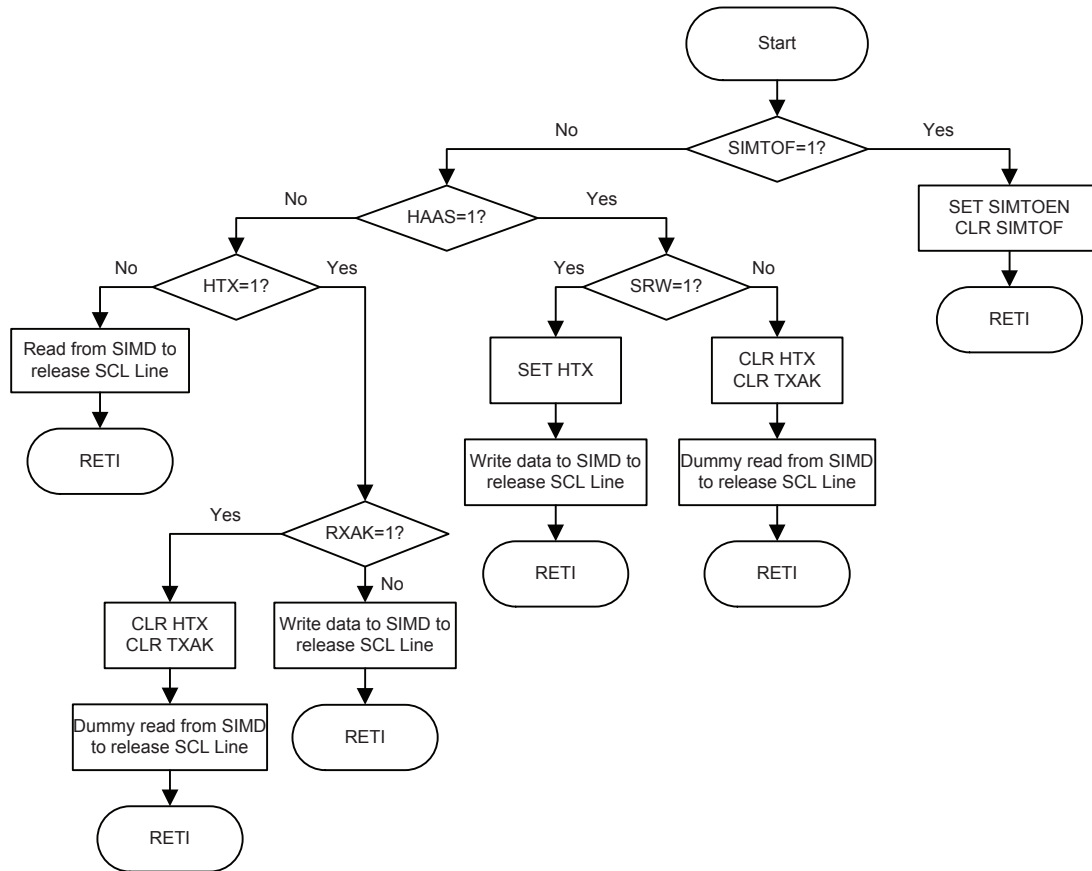 Start
No
Yes
SIMTOF=1?
No
HAAS=1?
Yes
SET SIMTOEN
CLR SIMTOF
No
HTX=1?
Yes
Yes
SRW=1?
No
RETI
Read from SIMD to
release SCL Line
SET HTX
CLR HTX
CLR TXAK
RETI
Write data to SIMD to
release SCL Line
Dummy read from SIMD
to release SCL Line
Yes
RXAK=1?
No
RETI
RETI
CLR HTX
CLR TXAK
Write data to SIMD to
release SCL Line
Dummy read from SIMD
to release SCL Line
RETI
RETI